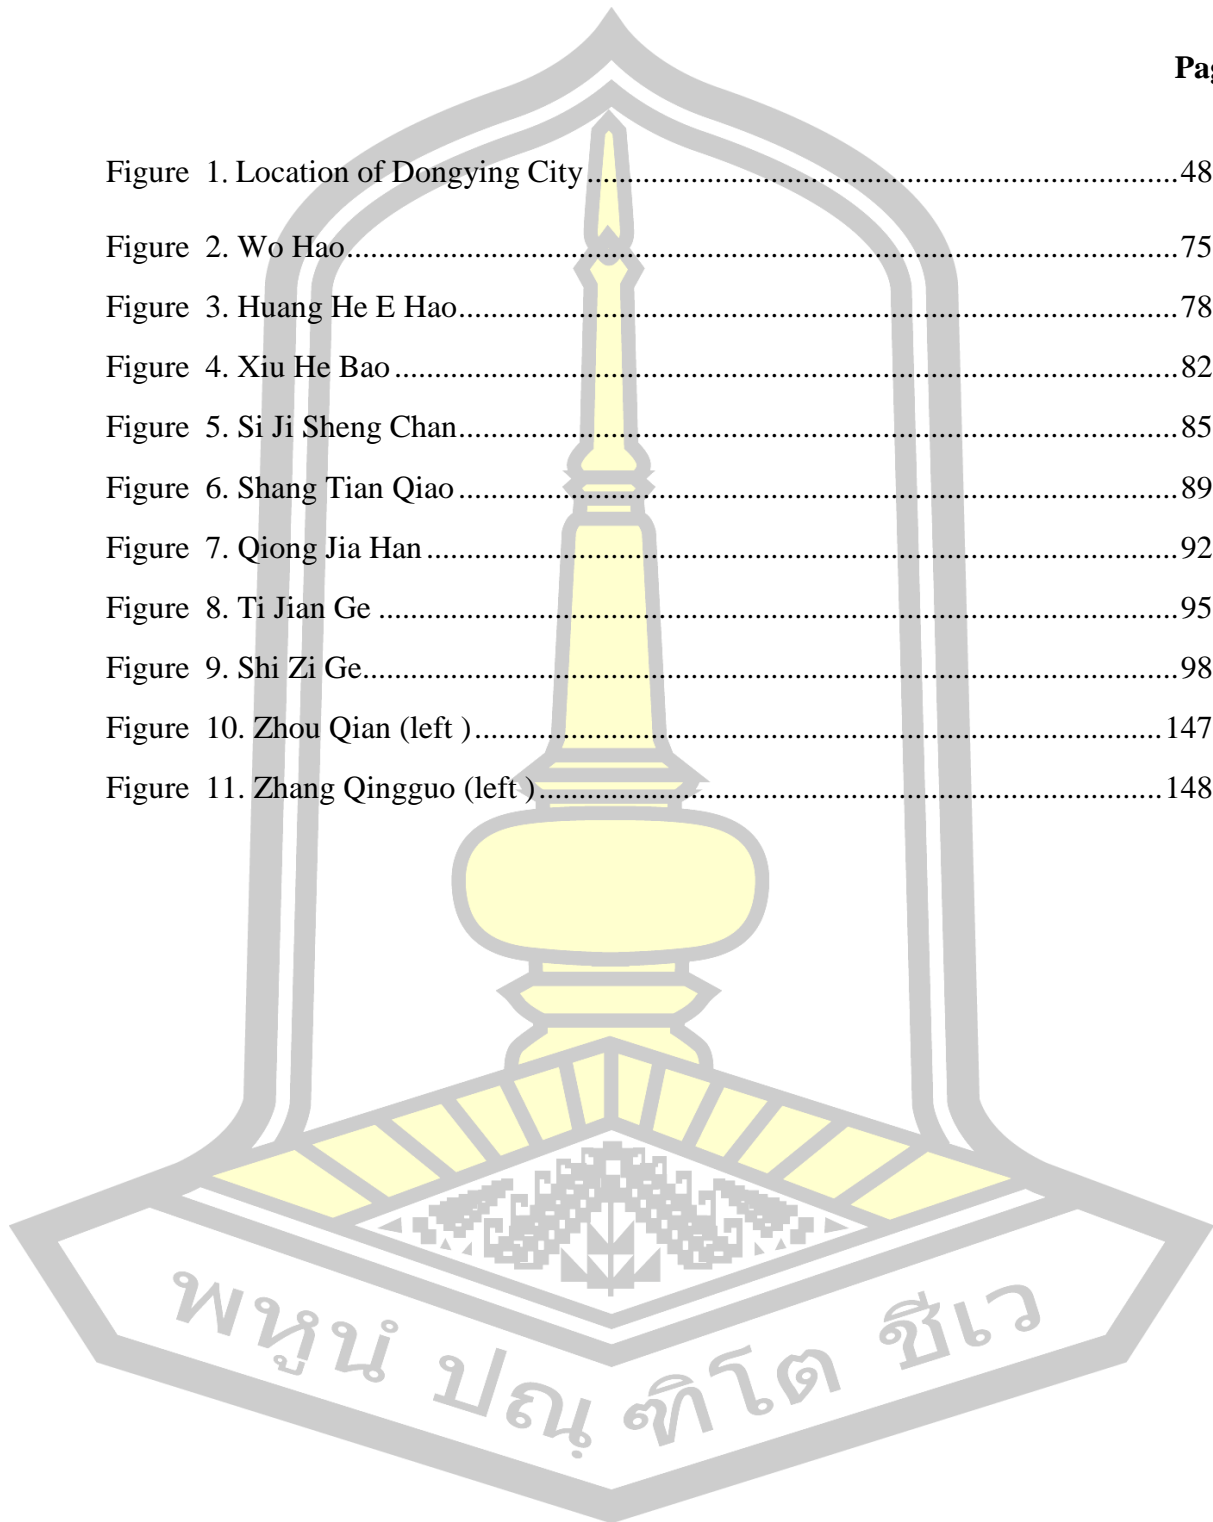 Pag
Figure 1. Location of Dongying City ........................................................................48
Figure 2. Wo Hao.......................................................................................................75
Figure 3. Huang He E Hao.........................................................................................78
Figure 4. Xiu He Bao .................................................................................................82
Figure 5. Si Ji Sheng Chan.........................................................................................85
Figure 6. Shang Tian Qiao.........................................................................................89
Figure 7. Qiong Jia Han .............................................................................................92
Figure 8. Ti Jian Ge ...................................................................................................95
Figure 9. Shi Zi Ge.....................................................................................................98
Figure 10. Zhou Qian (left ).....................................................................................147
Figure 11. Zhang Qingguo (left )..............................................................................148
พหูนํ ปณฺ ฑิโต ชีเว